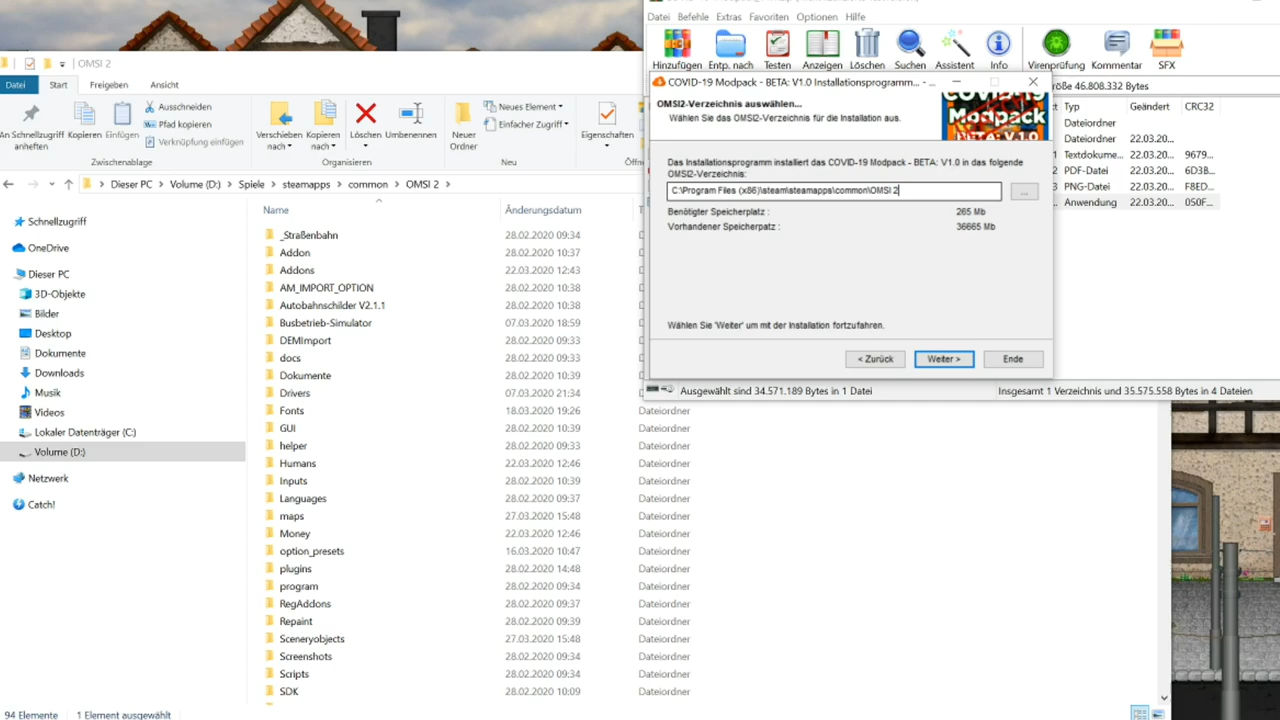 OMSI 2
Datei
Start
Freigeben
Ansicht
An Schnellzugriff
anheften
Kopieren
Einfügen
Ausschneiden
Pfad kopieren
Verknüpfung einfügen
Zwischenablage
Verschieben
nach
Kopieren
nach
Löschen
Umbenennen
Organisieren
Neuer
Ordner
Neues Element
Einfacher Zugriff
Neu
Eigenschaften
Öffn
Dieser PC > Volume (D:) > Spiele > steamapps > common > OMSI 2 >
Schnellzugriff
OneDrive
Dieser PC
3D-Objekte
Bilder
Desktop
Dokumente
Downloads
Musik
Videos
Lokaler Datenträger (C:)
Volume (D:)
Netzwerk
Catch!
Name Änderungsdatum
_Straßenbahn 28.02.2020 09:34
Addon 28.02.2020 10:37
Addons 22.03.2020 12:43
AM_IMPORT_OPTION 28.02.2020 10:38
Autobahnschilder V2.1.1 28.02.2020 10:38
Busbetrieb-Simulator 07.03.2020 18:59
DEMImport 28.02.2020 09:33
docs 28.02.2020 09:33
Dokumente 28.02.2020 10:39
Drivers 07.03.2020 21:34
Fonts 18.03.2020 19:26
GUI 28.02.2020 10:39 Dateiordner
helper 28.02.2020 09:33 Dateiordner
Humans 22.03.2020 12:46 Dateiordner
Inputs 28.02.2020 10:39 Dateiordner
Languages 28.02.2020 09:37 Dateiordner
maps 27.03.2020 15:48 Dateiordner
Money 22.03.2020 12:46 Dateiordner
option_presets 16.03.2020 10:47 Dateiordner
plugins 28.02.2020 14:48 Dateiordner
program 28.02.2020 09:39 Dateiordner
RegAddons 28.02.2020 09:37 Dateiordner
Repaint 28.02.2020 09:39 Dateiordner
Sceneryobjects 27.03.2020 15:48 Dateiordner
Screenshots 28.02.2020 09:34 Dateiordner
Scripts 28.02.2020 09:34 Dateiordner
SDK 28.02.2020 10:09 Dateiordner
94 Elemente 1 Element ausgewählt
Datei Befehle Extras Favoriten Optionen Hilfe
Hinzufügen Entp. nach Testen Anzeigen Löschen Suchen Assistent Info Virenprüfung Kommentar SFX
öße 46.808.332 Bytes
Typ Geändert CRC32
Dateiordner
Dateiordner 22.03.20...
Textdokume... 22.03.20... 9679...
PDF-Datei 22.03.20... 6D3B...
PNG-Datei 22.03.20... F8ED...
Anwendung 22.03.20... 050F...
COVID-19 Modpack - BETA: V1.0 Installationsprogramm... - ...
OMSI2-Verzeichnis auswählen...
Wählen Sie das OMSI2-Verzeichnis für die Installation aus.
COVID-19
Modpack
BETA: V1.0
Das Installationsprogramm installiert das COVID-19 Modpack - BETA: V1.0 in das folgende
OMSI2-Verzeichnis:
C:\Program Files (x86)\steam\steamapps\common\OMSI 2
...
Benötigter Speicherplatz : 265 Mb
Vorhandener Speicherpatz : 36665 Mb
Wählen Sie 'Weiter' um mit der Installation fortzufahren.
< Zurück
Weiter >
Ende
Ausgewählt sind 34.571.189 Bytes in 1 Datei
Insgesamt 1 Verzeichnis und 35.575.558 Bytes in 4 Dateien